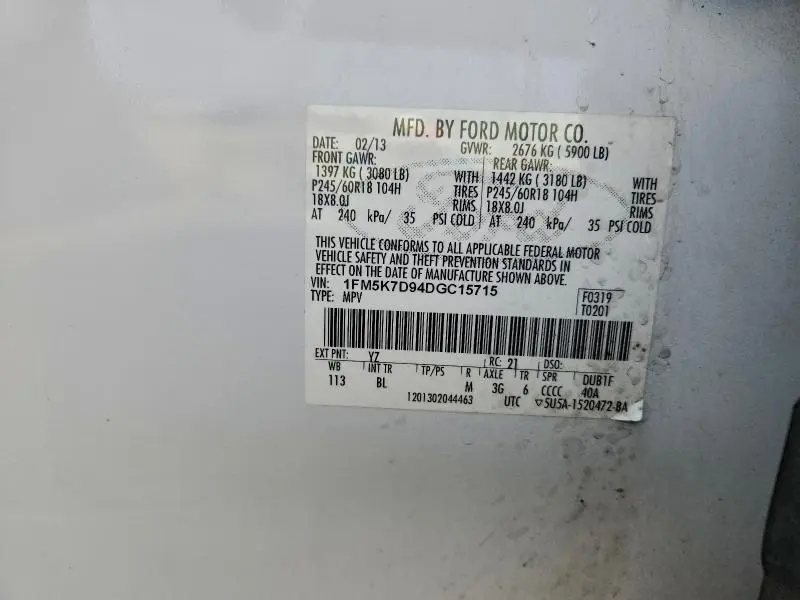 MFD. BY FORD MOTOR CO.
DATE: 02/13 GVWR: 2676 KG ( 5900 LB)
FRONT GAWR: REAR GAWR:
1397 KG ( 3080 LB) WITH 1442 KG ( 3180 LB) WITH
P245/60R18 104H TIRES P245/60R18 104H TIRES
18X8.0J RIMS 18X8.0J RIMS
AT 240 kPa/ 35 PSI COLD AT 240 kPa/ 35 PSI COLD
THIS VEHICLE CONFORMS TO ALL APPLICABLE FEDERAL MOTOR
VEHICLE SAFETY AND THEFT PREVENTION STANDARDS IN
EFFECT ON THE DATE OF MANUFACTURE SHOWN ABOVE.
VIN: 1FM5K7D94DGC15715
TYPE: MPV F0319
T0201
EXT PNT: YZ RC: 21 DSO:
WB INT TR TP/PS R AXLE TR SPR DUB1F
113 BL M 3G 6 CCCC 40A
1201302044463 UTC ▽5U5A-1520472-BA